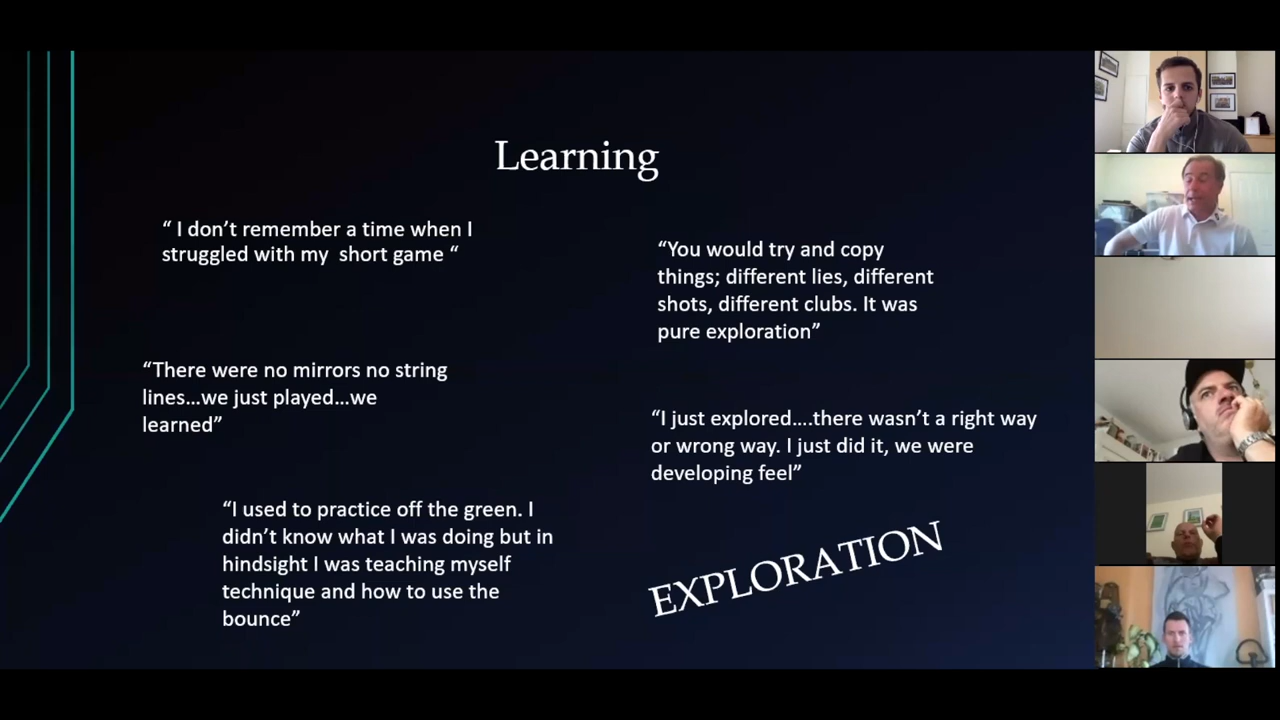 Learning
“ I don’t remember a time when I
struggled with my  short game “
“You would try and copy
things; different lies, different
shots, different clubs. It was
pure exploration”
“There were no mirrors no string
lines…we just played…we
learned”
“I just explored….there wasn’t a right way
or wrong way. I just did it, we were
developing feel”
“I used to practice off the green. I
didn’t know what I was doing but in
hindsight I was teaching myself
technique and how to use the
bounce”
EXPLORATION